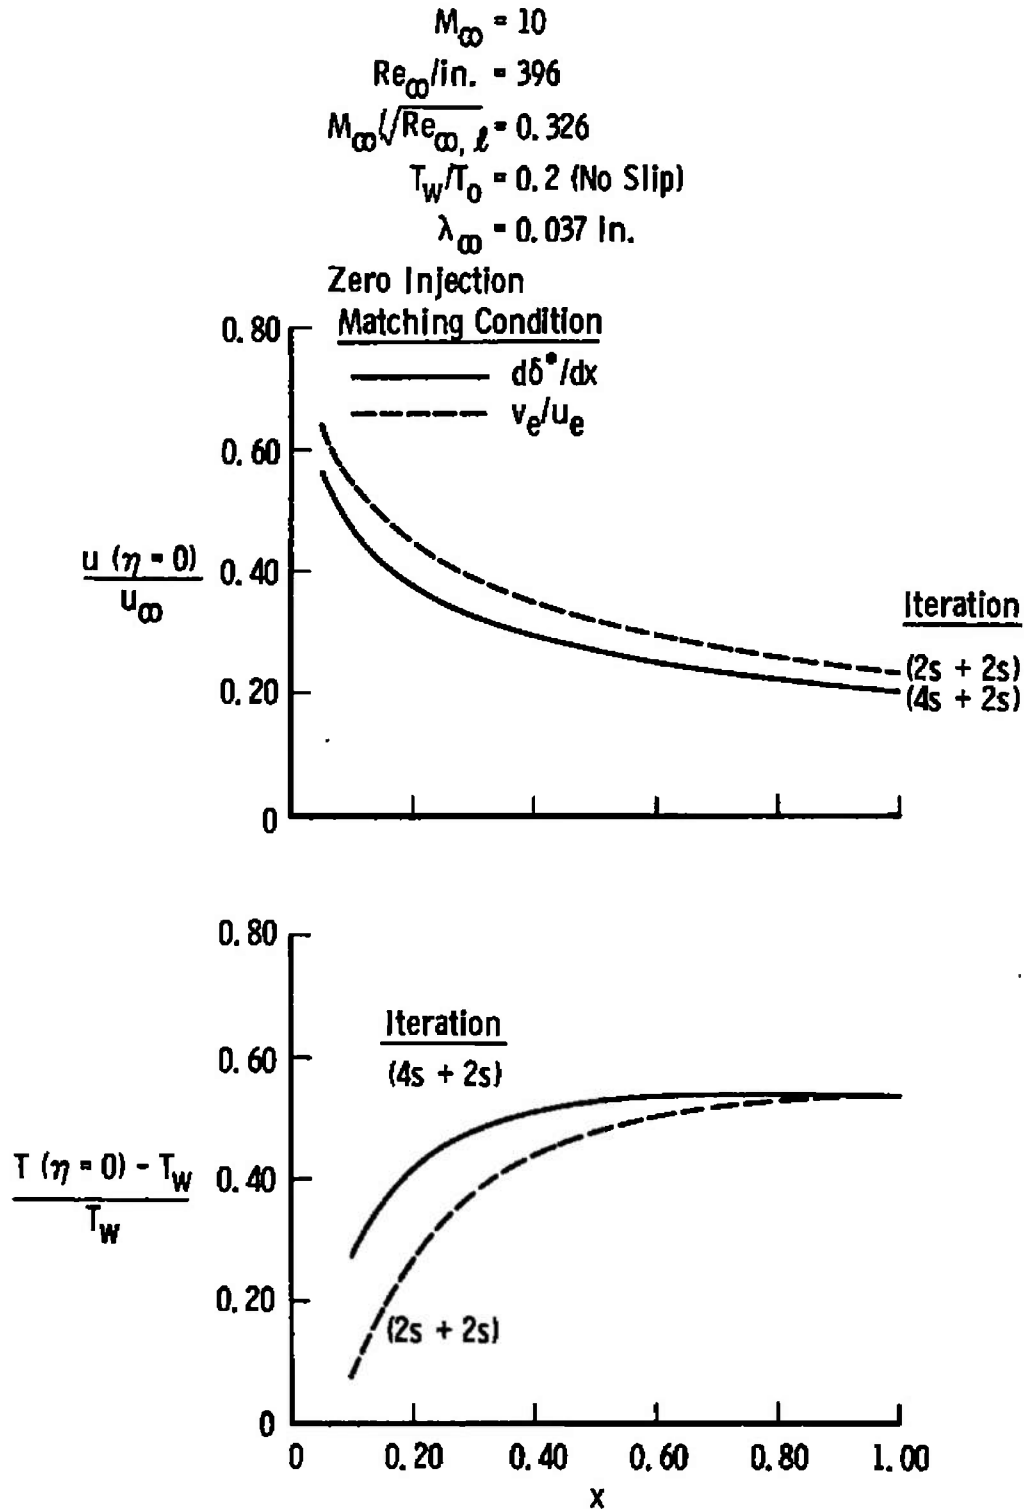 M∞ = 10
Re∞/in. = 396
M∞/√Re∞, ℓ = 0.326
Tw/To = 0.2 (No Slip)
λ∞ = 0.037 in.
Zero Injection
Matching Condition
dδ*/dx
ve/ue
0.80
0.60
0.40
0.20
0
u (η = 0)
u∞
Iteration
(2s + 2s)
(4s + 2s)
0.80
0.60
0.40
0.20
0
T (η = 0) - Tw
Tw
Iteration
(4s + 2s)
(2s + 2s)
0 0.20 0.40 0.60 0.80 1.00
x